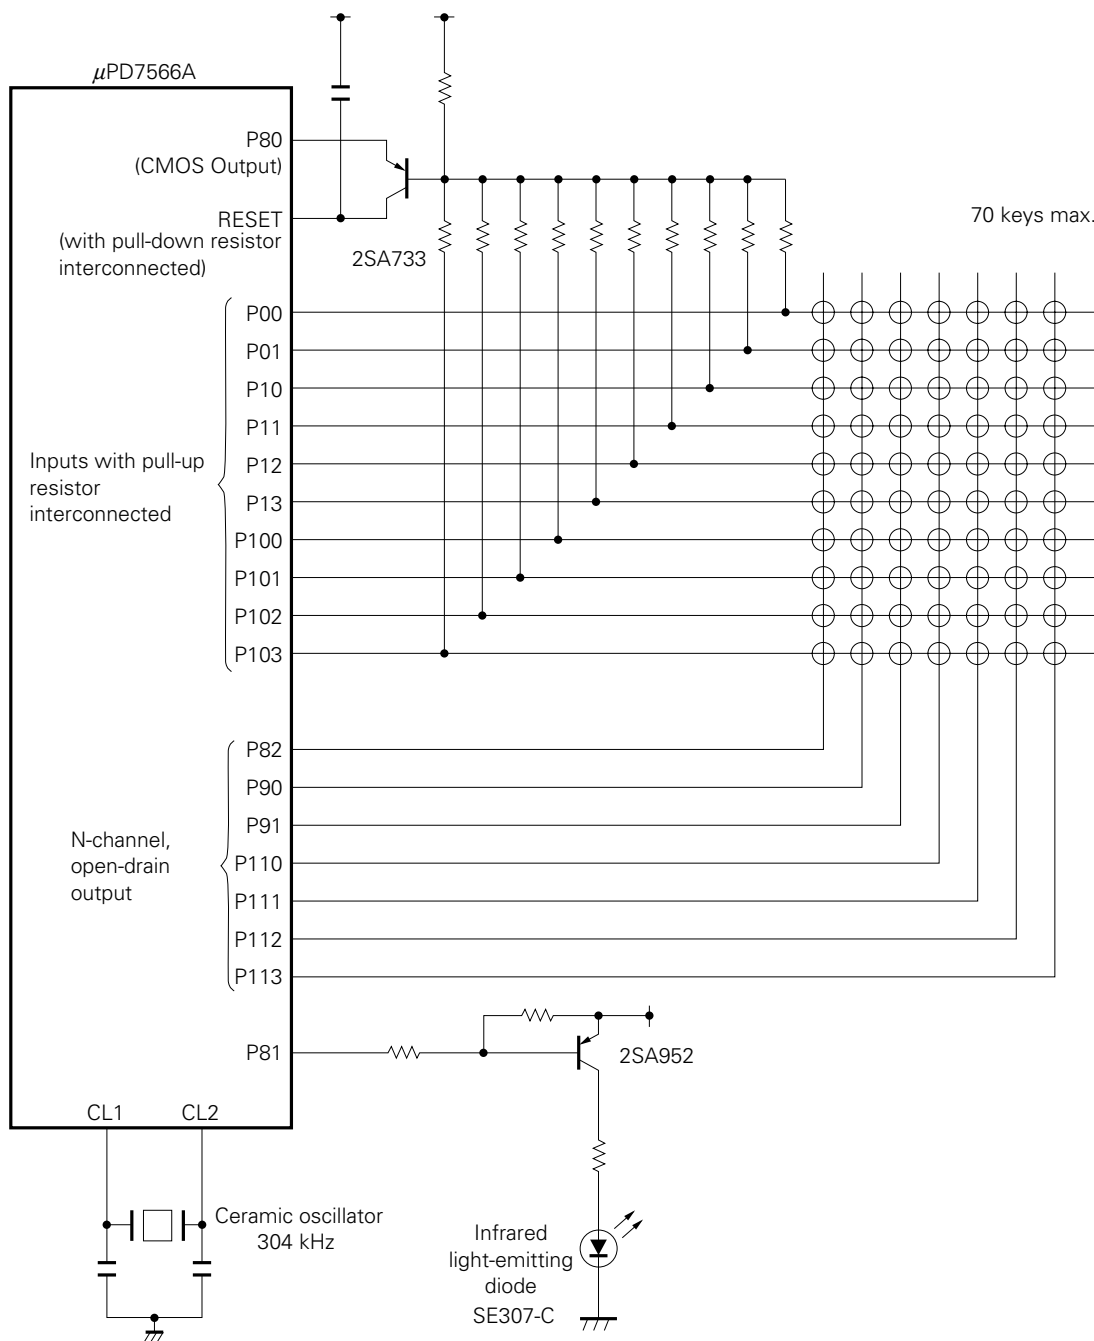 µPD7566A
P80
(CMOS Output)
RESET
(with pull-down resistor
interconnected)
2SA733
70 keys max.
P00
P01
P10
P11
P12
P13
P100
P101
P102
P103
Inputs with pull-up
resistor
interconnected
P82
P90
P91
P110
P111
P112
P113
N-channel,
open-drain
output
P81
2SA952
CL1
CL2
Ceramic oscillator
304 kHz
Infrared
light-emitting
diode
SE307-C